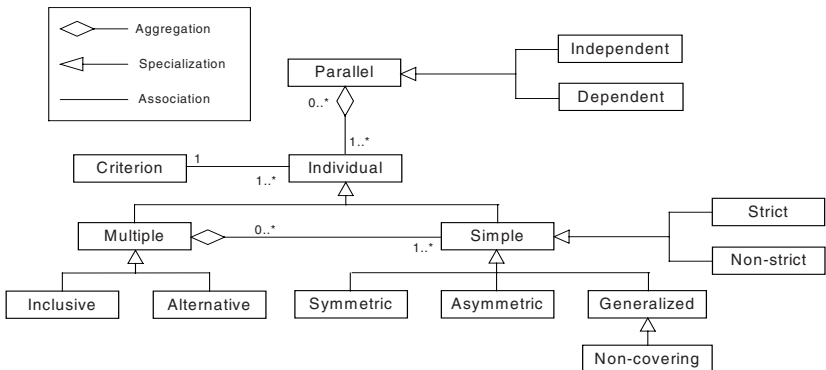 Aggregation
Specialization
Association
Parallel
Independent
Dependent
0..*
1..*
Criterion
1
1..*
Individual
Multiple
0..*
1..*
Simple
Strict
Non-strict
Inclusive
Alternative
Symmetric
Asymmetric
Generalized
Non-covering